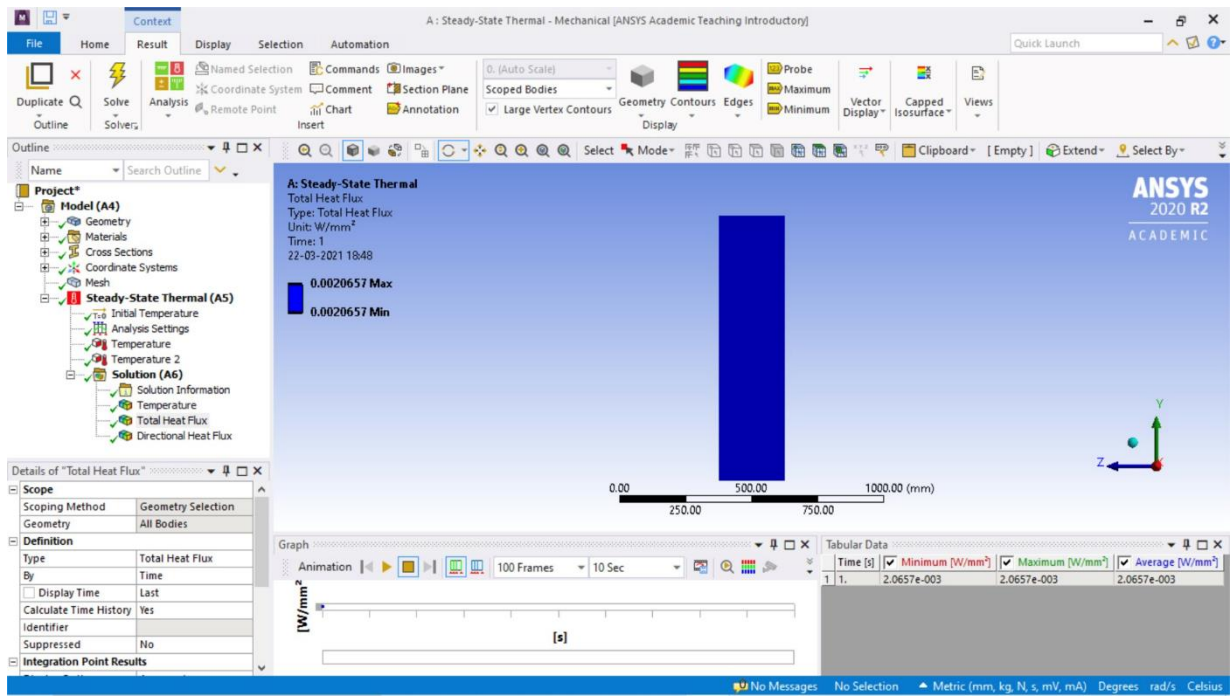 M
Context
A : Steady-State Thermal - Mechanical [ANSYS Academic Teaching Introductory]
File Home Result Display Selection Automation
Quick Launch
Duplicate Q
Outline
Solve
Solver
Analysis
Named Selection
Coordinate System
Remote Point
Commands
Comment
Chart
Images
Section Plane
Annotation
Insert
0. (Auto Scale)
Scoped Bodies
Large Vertex Contours
Geometry Contours Edges
Display
Probe
Maximum
Minimum
Vector Display
Capped Isosurface
Views
Outline
Name Search Outline
Select Mode Clipboard [ Empty ] Extend Select By
Project*
Model (A4)
Geometry
Materials
Cross Sections
Coordinate Systems
Mesh
Steady-State Thermal (A5)
Initial Temperature
Analysis Settings
Temperature
Temperature 2
Solution (A6)
Solution Information
Temperature
Total Heat Flux
Directional Heat Flux
A: Steady-State Thermal
Total Heat Flux
Type: Total Heat Flux
Unit: W/mm²
Time: 1
22-03-2021 18:48
0.0020657 Max
0.0020657 Min
ANSYS
2020 R2
ACADEMIC
Y
Z
0.00 500.00 1000.00 (mm)
250.00 750.00
Details of "Total Heat Flux"
Scope
Scoping Method Geometry Selection
Geometry All Bodies
Definition
Type Total Heat Flux
By Time
Display Time Last
Calculate Time History Yes
Identifier
Suppressed No
Integration Point Results
Graph
Animation 100 Frames 10 Sec
[W/mm²
[s]
Tabular Data
Time [s] Minimum [W/mm²] Maximum [W/mm²] Average [W/mm²]
1 1. 2.0657e-003 2.0657e-003 2.0657e-003
No Messages No Selection Metric (mm, kg, N, s, mV, mA) Degrees rad/s Celsius